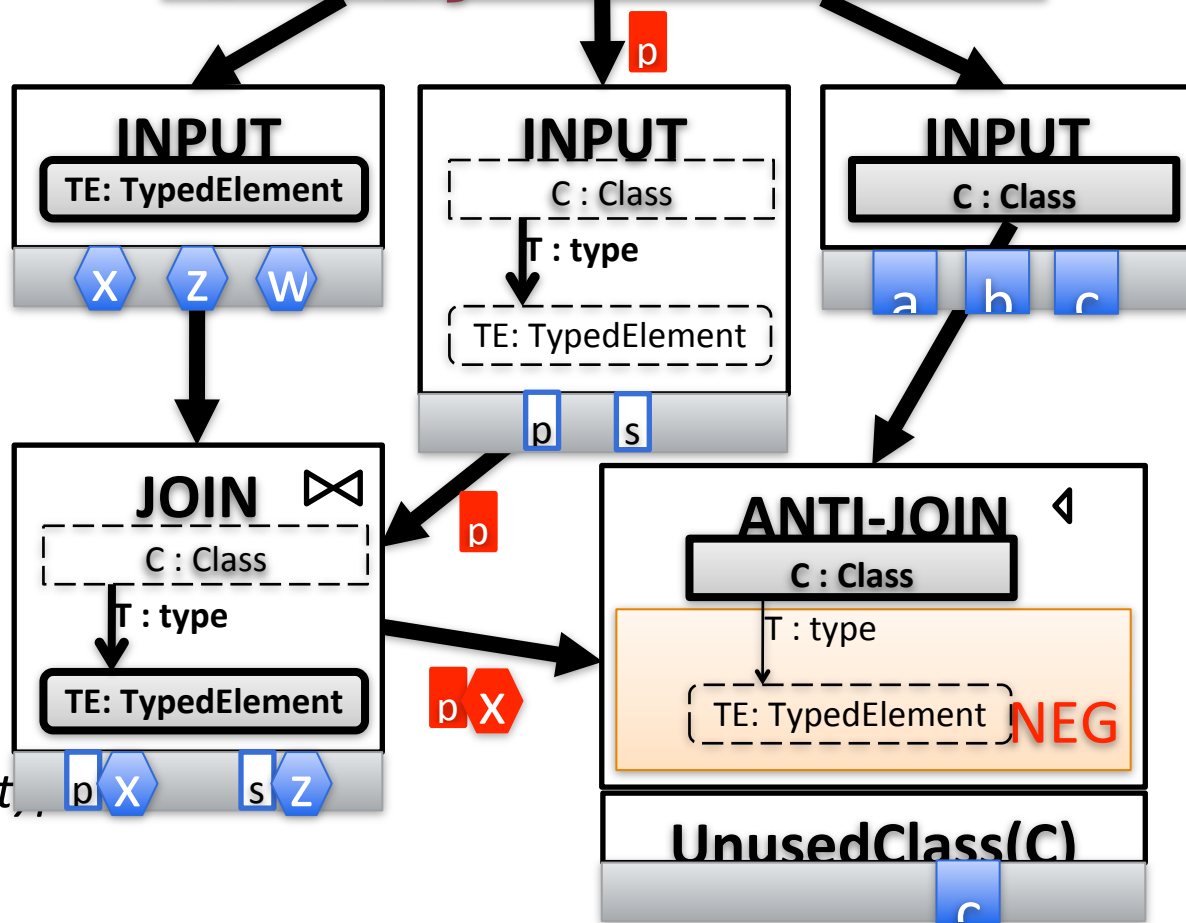 p
INPUT
TE: TypedElement
x z w
INPUT
C : Class
T : type
TE: TypedElement
p s
INPUT
C : Class
a b c
JOIN
C : Class
T : type
TE: TypedElement
p x s z
p
p x
ANTI-JOIN
C : Class
T : type
TE: TypedElement
NEG
UnusedClass(C)
c